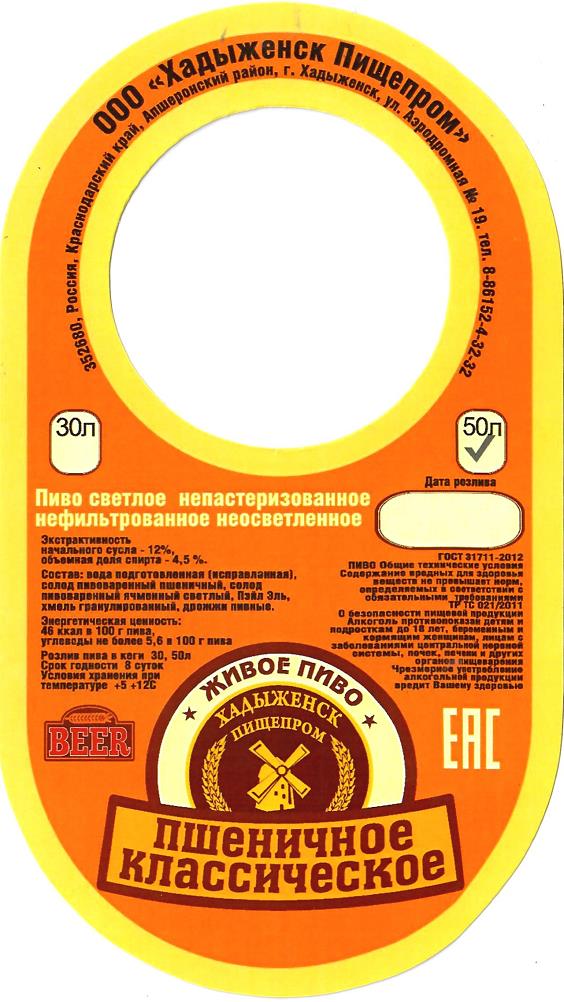 ООО «Хадыженск Пищепром»
352680, Россия, Краснодарский край, Апшеронский район, г. Хадыженск, ул. Аэродромная № 19. тел. 8-86152-4-32-32
30л
50л
Дата розлива
Пиво светлое непастеризованное
нефильтрованное неосветленное
Экстрактивность
начального сусла - 12%,
объемная доля спирта - 4,5 %.
Состав: вода подготовленная (исправланная),
солод пивоваренный пшеничный, солод
пивоваренный ячменный светлый, Пэйл Эль,
хмель гранулированный, дрожжи пивные.
Энергетическая ценность:
46 ккал в 100 г пива,
углеводы не более 5,6 в 100 г пива
Розлив пива в кеги 30, 50л
Срок годности 8 суток
Условия хранения при
температуре +5 +12С
ГОСТ 31711-2012
ПИВО Общие технические условия
Содержание вредных для здоровья
веществ не превышает норм,
определяемых в соответствии с
обязательными требованиями
ТР ТС 021/2011
О безопасности пищевой продукции
Алкоголь противопоказан детям и
подросткам до 18 лет, беременным и
кормящим женщинам, лицам с
заболеваниями центральной нервной
системы, почек, печени и других
органов пищеварения
Чрезмерное употребление
алкогольной продукции
вредит Вашему здоровью
BEER
ЖИВОЕ ПИВО
ХАДЫЖЕНСК
ПИЩЕПРОМ
EAC
пшеничное
классическое